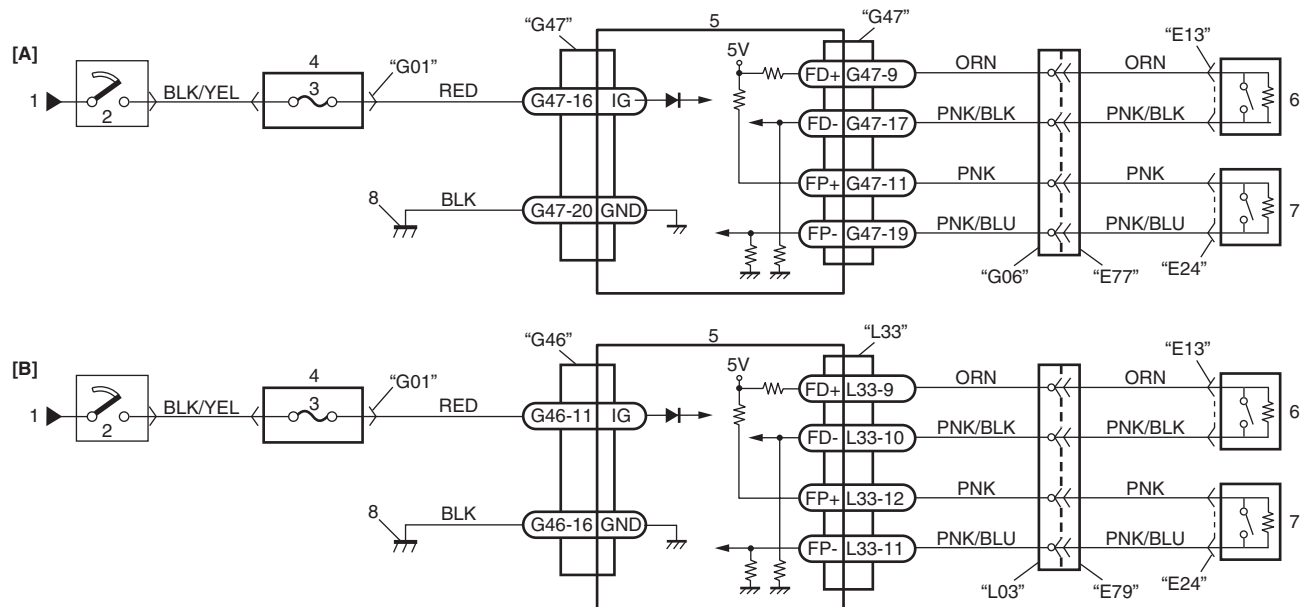 [A]
1
2
BLK/YEL
4
3
“G01”
RED
“G47”
G47-16 IG
8
BLK
G47-20 GND
5
5V
“G47”
FD+ G47-9
FD- G47-17
FP+ G47-11
FP- G47-19
ORN
PNK/BLK
PNK
PNK/BLU
“G06”
“E77”
ORN
PNK/BLK
PNK
PNK/BLU
“E13”
6
7
“E24”
[B]
1
2
BLK/YEL
4
3
“G01”
RED
“G46”
G46-11 IG
8
BLK
G46-16 GND
5
5V
“L33”
FD+ L33-9
FD- L33-10
FP+ L33-12
FP- L33-11
ORN
PNK/BLK
PNK
PNK/BLU
“L03”
“E79”
ORN
PNK/BLK
PNK
PNK/BLU
“E13”
6
7
“E24”